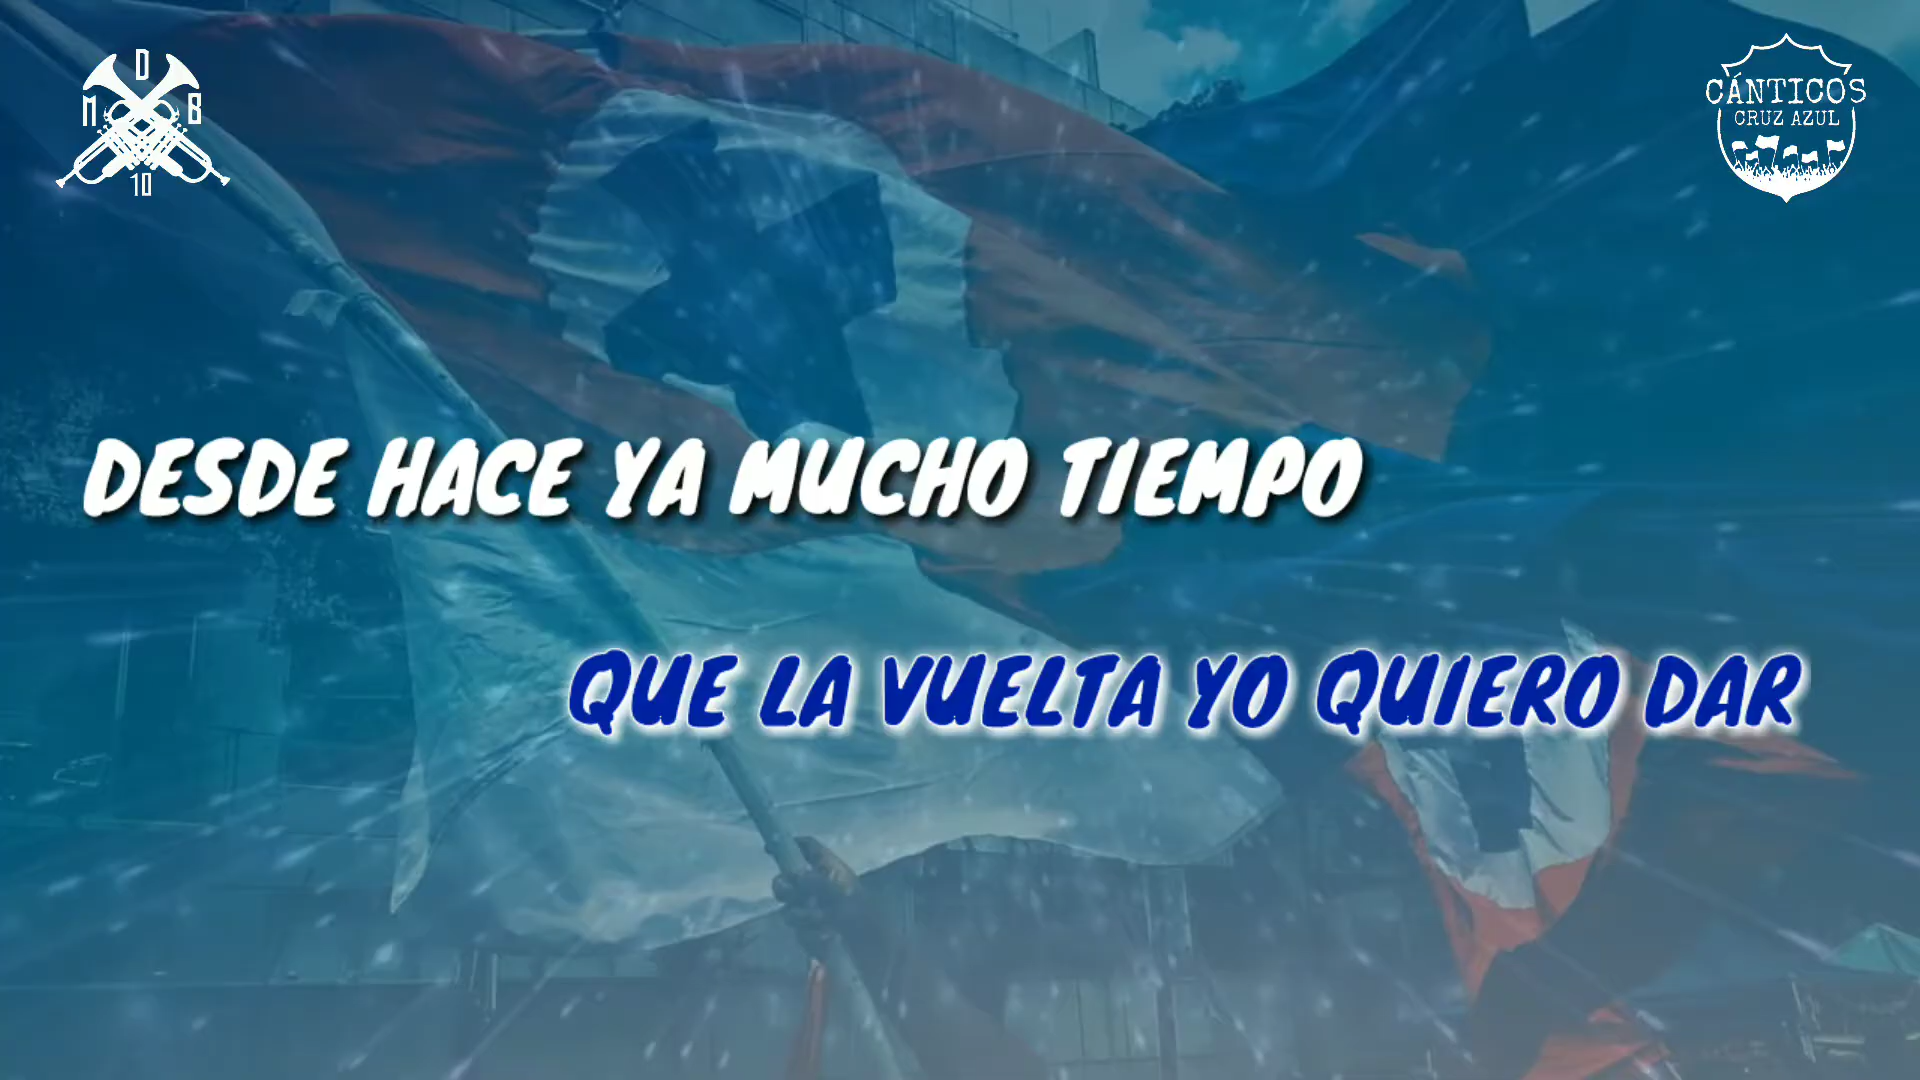 D
M B
10
CÁNTICOS
CRUZ AZUL
DESDE HACE YA MUCHO TIEMPO
QUE LA VUELTA YO QUIERO DAR